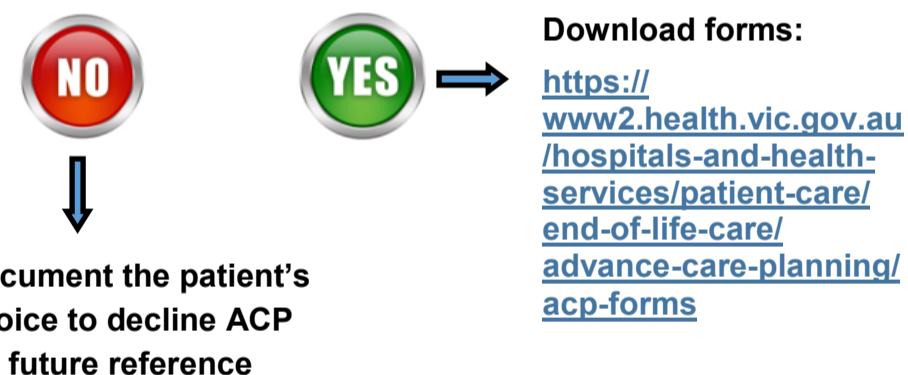 NO
YES
Download forms:
https://
www2.health.vic.gov.au
/hospitals-and-health-
services/patient-care/
end-of-life-care/
advance-care-planning/
acp-forms
the patient's
to decline ACP
future reference